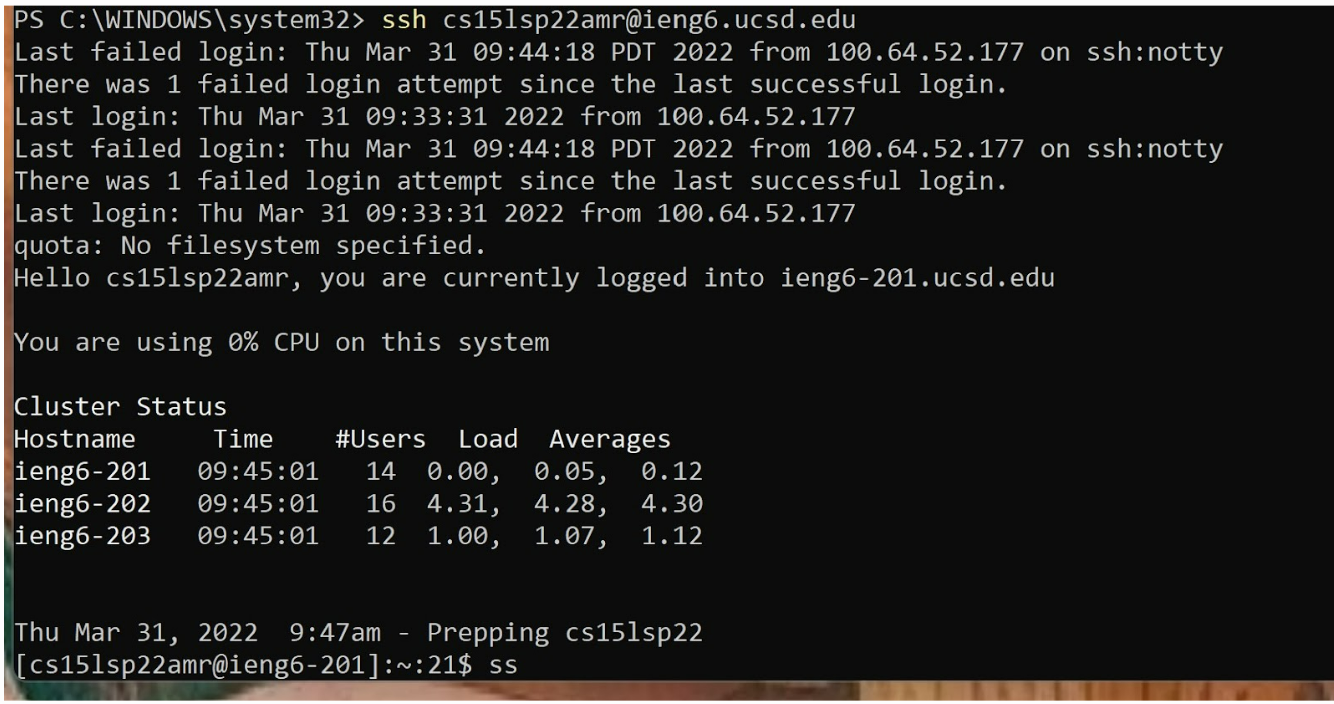 PS C:\WINDOWS\system32> ssh cs15lsp22amr@ieng6.ucsd.edu
Last failed login: Thu Mar 31 09:44:18 PDT 2022 from 100.64.52.177 on ssh:notty
There was 1 failed login attempt since the last successful login.
Last login: Thu Mar 31 09:33:31 2022 from 100.64.52.177
Last failed login: Thu Mar 31 09:44:18 PDT 2022 from 100.64.52.177 on ssh:notty
There was 1 failed login attempt since the last successful login.
Last login: Thu Mar 31 09:33:31 2022 from 100.64.52.177
quota: No filesystem specified.
Hello cs15lsp22amr, you are currently logged into ieng6-201.ucsd.edu
You are using 0% CPU on this system
Cluster Status
Hostname     Time    #Users  Load  Averages
ieng6-201   09:45:01   14  0.00,  0.05,  0.12
ieng6-202   09:45:01   16  4.31,  4.28,  4.30
ieng6-203   09:45:01   12  1.00,  1.07,  1.12
Thu Mar 31, 2022  9:47am - Prepping cs15lsp22
[cs15lsp22amr@ieng6-201]:~:21$ ss